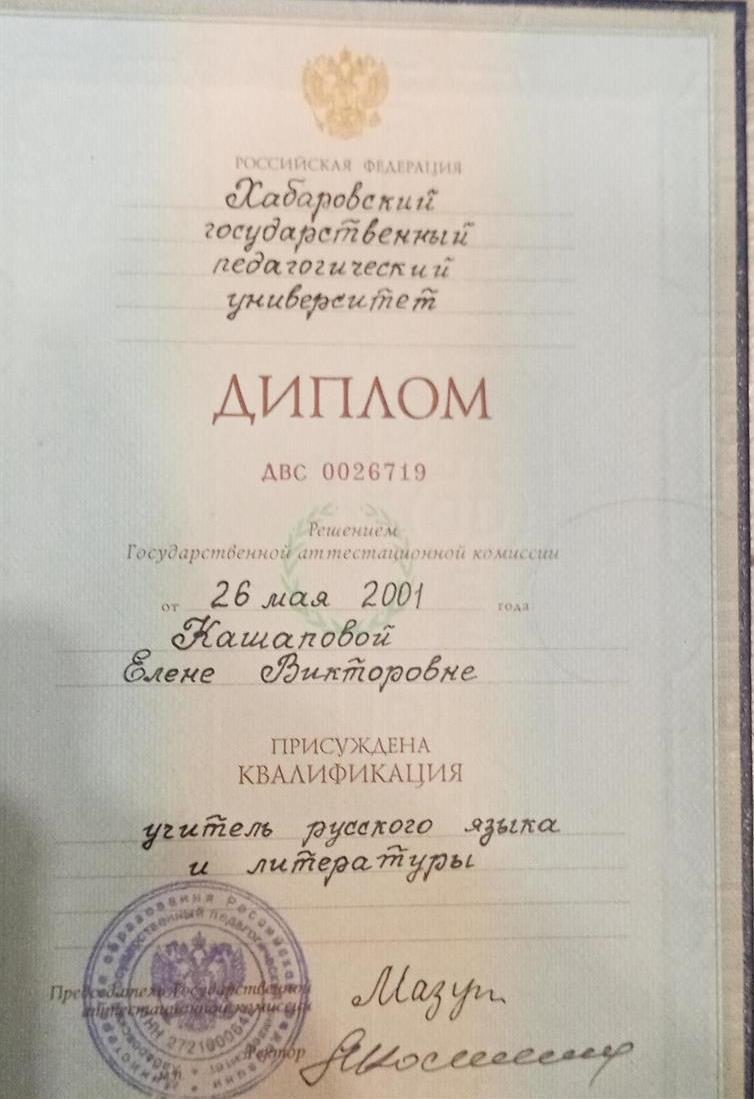 РОССИЙСКАЯ ФЕДЕРАЦИЯ
Хабаровский
государственный
педагогический
университет
ДИПЛОМ
ДВС 0026719
Решением
Государственной аттестационной комиссии
от 26 мая 2001 года
Кашаповой
Елене Викторовне
ПРИСУЖДЕНА
КВАЛИФИКАЦИЯ
учитель русского языка
и литературы
Председатель Государственной
аттестационной комиссии
Ректор